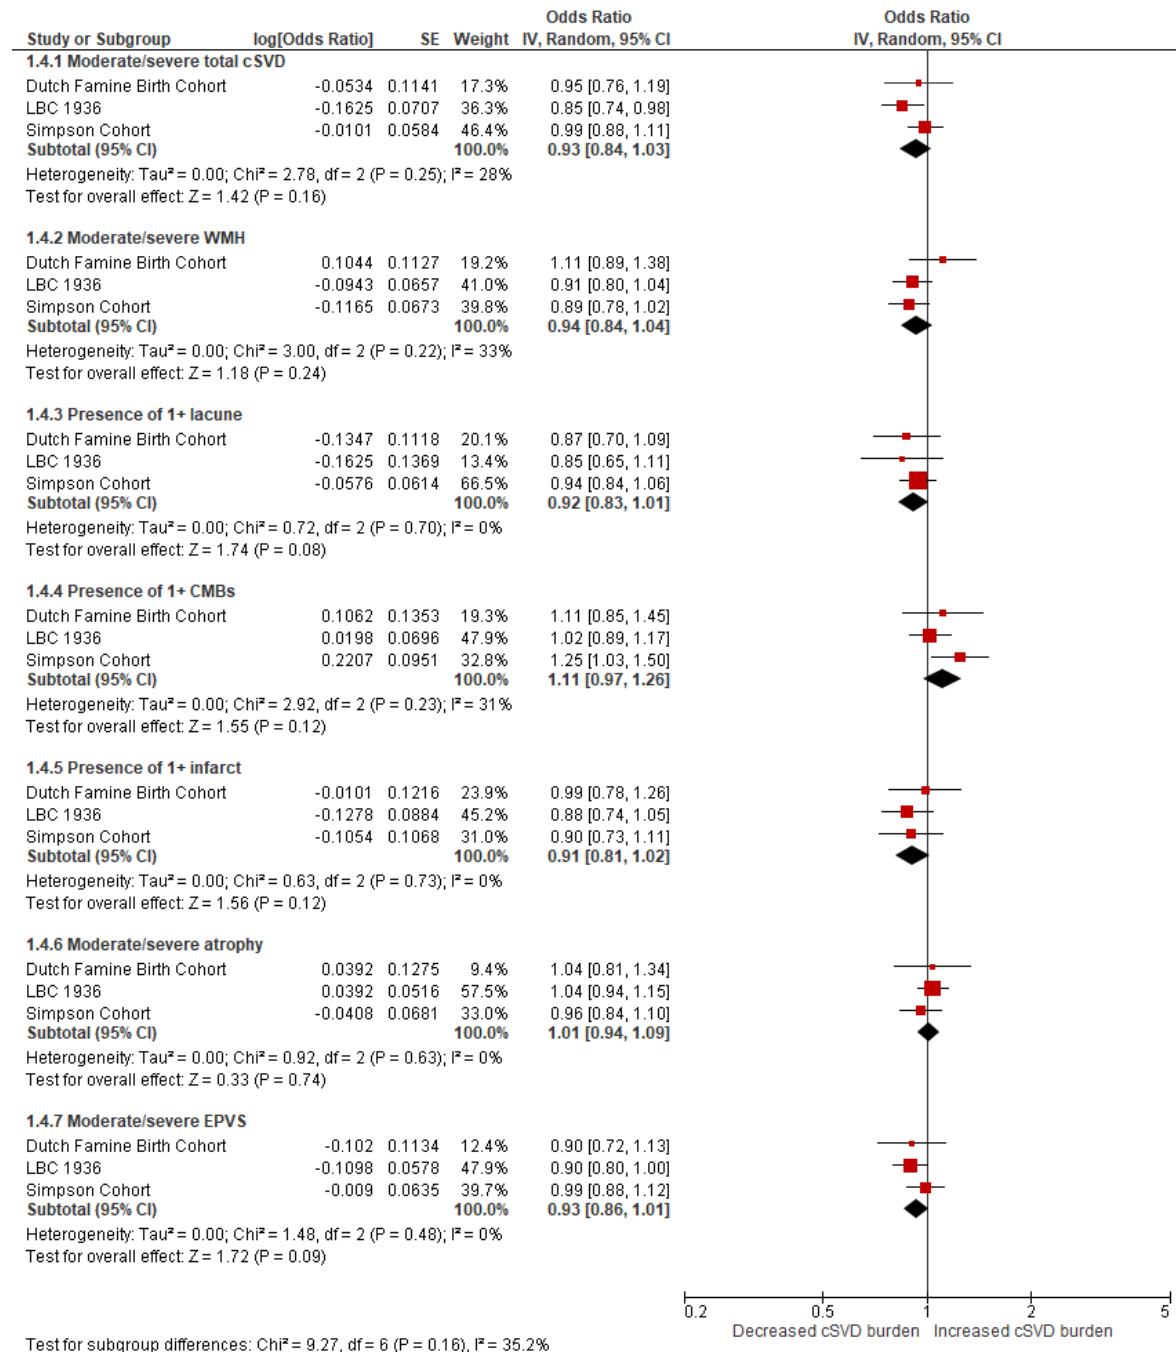 Odds Ratio Odds Ratio
Study or Subgroup log[Odds Ratio] SE Weight IV, Random, 95% CI IV, Random, 95% CI
1.4.1 Moderate/severe total cSVD
Dutch Famine Birth Cohort -0.0534 0.1141 17.3% 0.95 [0.76, 1.19]
LBC 1936 -0.1625 0.0707 36.3% 0.85 [0.74, 0.98]
Simpson Cohort -0.0101 0.0584 46.4% 0.99 [0.88, 1.11]
Subtotal (95% CI) 100.0% 0.93 [0.84, 1.03]
Heterogeneity: Tau² = 0.00; Chi² = 2.78, df = 2 (P = 0.25); I² = 28%
Test for overall effect: Z = 1.42 (P = 0.16)
1.4.2 Moderate/severe WMH
Dutch Famine Birth Cohort 0.1044 0.1127 19.2% 1.11 [0.89, 1.38]
LBC 1936 -0.0943 0.0657 41.0% 0.91 [0.80, 1.04]
Simpson Cohort -0.1165 0.0673 39.8% 0.89 [0.78, 1.02]
Subtotal (95% CI) 100.0% 0.94 [0.84, 1.04]
Heterogeneity: Tau² = 0.00; Chi² = 3.00, df = 2 (P = 0.22); I² = 33%
Test for overall effect: Z = 1.18 (P = 0.24)
1.4.3 Presence of 1+ lacune
Dutch Famine Birth Cohort -0.1347 0.1118 20.1% 0.87 [0.70, 1.09]
LBC 1936 -0.1625 0.1369 13.4% 0.85 [0.65, 1.11]
Simpson Cohort -0.0576 0.0614 66.5% 0.94 [0.84, 1.06]
Subtotal (95% CI) 100.0% 0.92 [0.83, 1.01]
Heterogeneity: Tau² = 0.00; Chi² = 0.72, df = 2 (P = 0.70); I² = 0%
Test for overall effect: Z = 1.74 (P = 0.08)
1.4.4 Presence of 1+ CMBs
Dutch Famine Birth Cohort 0.1062 0.1353 19.3% 1.11 [0.85, 1.45]
LBC 1936 0.0198 0.0696 47.9% 1.02 [0.89, 1.17]
Simpson Cohort 0.2207 0.0951 32.8% 1.25 [1.03, 1.50]
Subtotal (95% CI) 100.0% 1.11 [0.97, 1.26]
Heterogeneity: Tau² = 0.00; Chi² = 2.92, df = 2 (P = 0.23); I² = 31%
Test for overall effect: Z = 1.55 (P = 0.12)
1.4.5 Presence of 1+ infarct
Dutch Famine Birth Cohort -0.0101 0.1216 23.9% 0.99 [0.78, 1.26]
LBC 1936 -0.1278 0.0884 45.2% 0.88 [0.74, 1.05]
Simpson Cohort -0.1054 0.1068 31.0% 0.90 [0.73, 1.11]
Subtotal (95% CI) 100.0% 0.91 [0.81, 1.02]
Heterogeneity: Tau² = 0.00; Chi² = 0.63, df = 2 (P = 0.73); I² = 0%
Test for overall effect: Z = 1.56 (P = 0.12)
1.4.6 Moderate/severe atrophy
Dutch Famine Birth Cohort 0.0392 0.1275 9.4% 1.04 [0.81, 1.34]
LBC 1936 0.0392 0.0516 57.5% 1.04 [0.94, 1.15]
Simpson Cohort -0.0408 0.0681 33.0% 0.96 [0.84, 1.10]
Subtotal (95% CI) 100.0% 1.01 [0.94, 1.09]
Heterogeneity: Tau² = 0.00; Chi² = 0.92, df = 2 (P = 0.63); I² = 0%
Test for overall effect: Z = 0.33 (P = 0.74)
1.4.7 Moderate/severe EPVS
Dutch Famine Birth Cohort -0.102 0.1134 12.4% 0.90 [0.72, 1.13]
LBC 1936 -0.1098 0.0578 47.9% 0.90 [0.80, 1.00]
Simpson Cohort -0.009 0.0635 39.7% 0.99 [0.88, 1.12]
Subtotal (95% CI) 100.0% 0.93 [0.86, 1.01]
Heterogeneity: Tau² = 0.00; Chi² = 1.48, df = 2 (P = 0.48); I² = 0%
Test for overall effect: Z = 1.72 (P = 0.09)
0.2 0.5 1 2 5
Decreased cSVD burden Increased cSVD burden
Test for subgroup differences: Chi² = 9.27, df = 6 (P = 0.16), I² = 35.2%